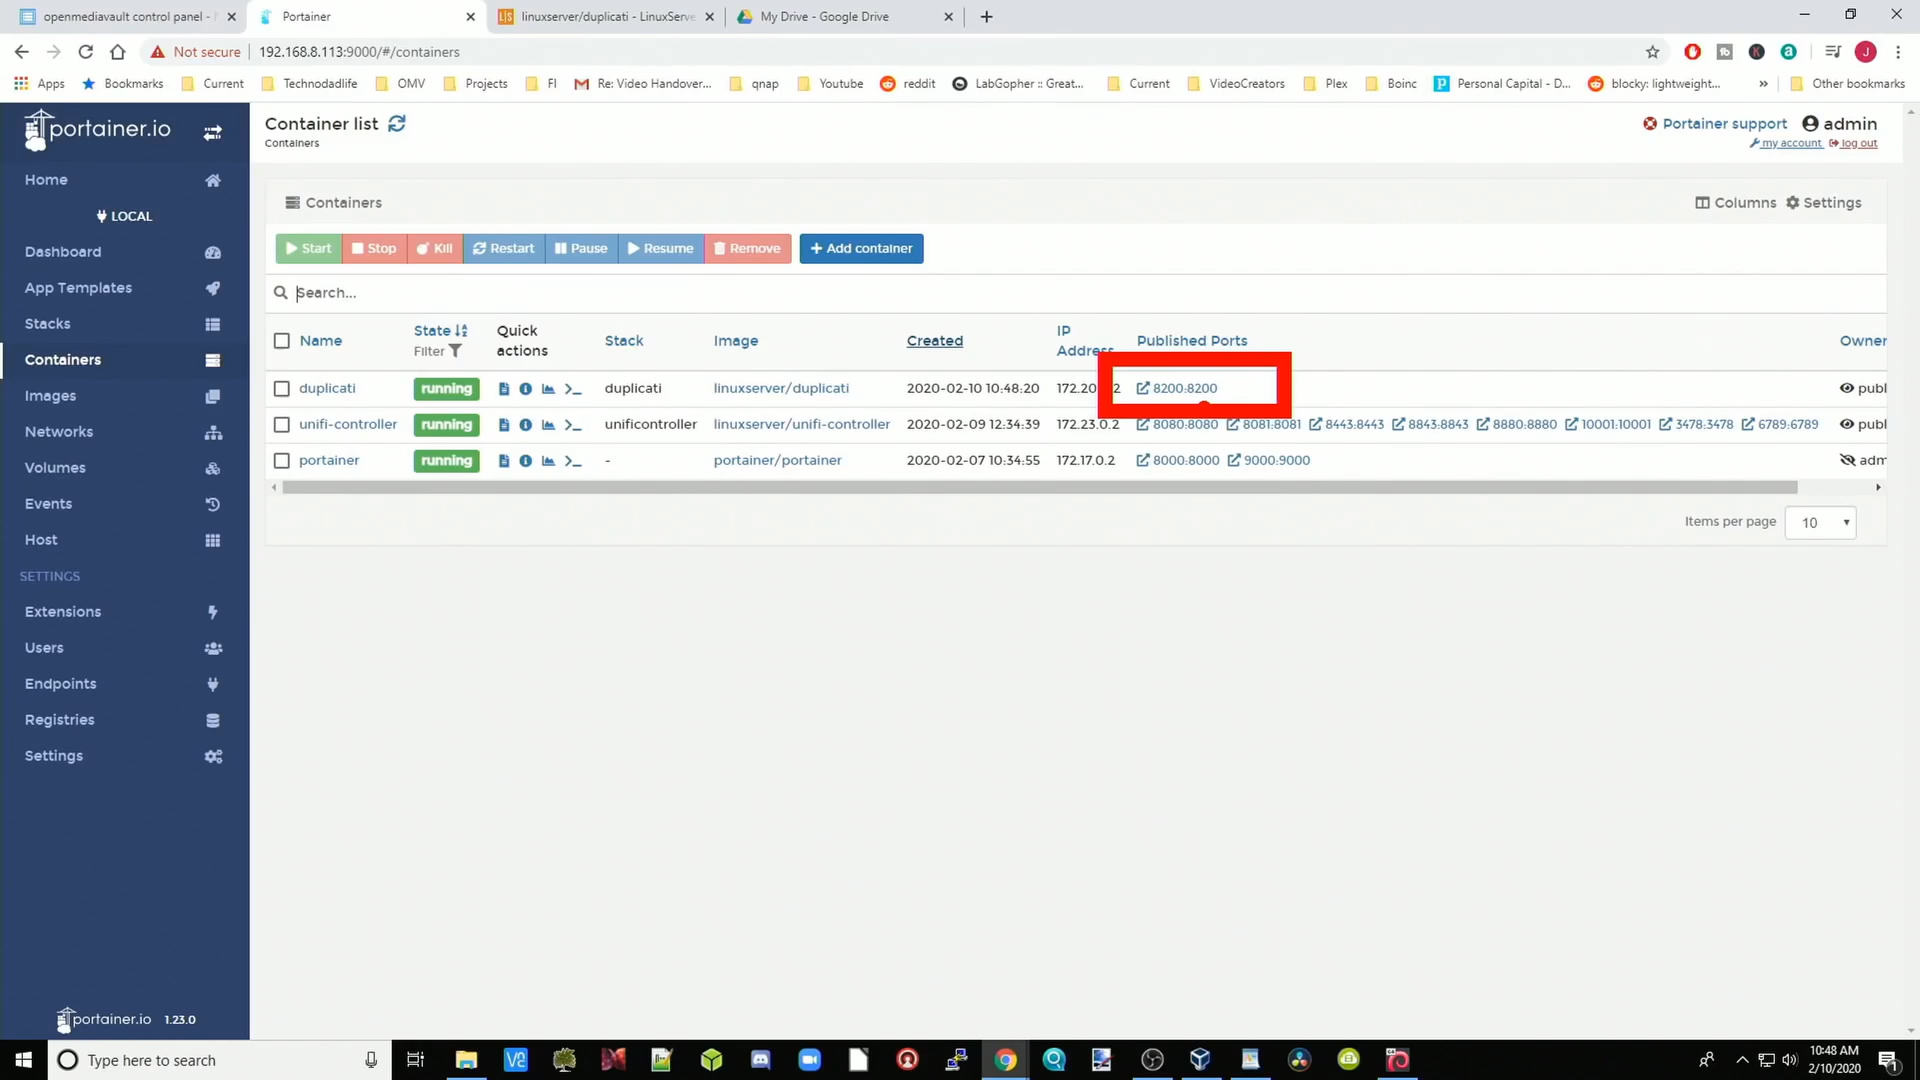 openmediavault control panel -
Portainer
linuxserver/duplicati - LinuxServe
My Drive - Google Drive
Not secure
192.168.8.113:9000/#/containers
Apps
Bookmarks
Current
Technodadlife
OMV
Projects
FI
Re: Video Handover...
qnap
Youtube
reddit
LabGopher :: Great...
Current
VideoCreators
Plex
Boinc
Personal Capital - D...
blocky: lightweight...
»
Other bookmarks
portainer.io
Home
LOCAL
Dashboard
App Templates
Stacks
Containers
Images
Networks
Volumes
Events
Host
SETTINGS
Extensions
Users
Endpoints
Registries
Settings
portainer.io 1.23.0
Container list
Containers
Portainer support
admin
my account
log out
Containers
Columns
Settings
Start
Stop
Kill
Restart
Pause
Resume
Remove
+ Add container
Search...
Name
State
Filter
Quick
actions
Stack
Image
Created
IP
Address
Published Ports
Owner
duplicati running duplicati linuxserver/duplicati 2020-02-10 10:48:20 172.20 2 8200:8200 publ
unifi-controller running unificontroller linuxserver/unifi-controller 2020-02-09 12:34:39 172.23.0.2 8080:8080 8081:8081 8443:8443 8843:8843 8880:8880 10001:10001 3478:3478 6789:6789 publ
portainer running - portainer/portainer 2020-02-07 10:34:55 172.17.0.2 8000:8000 9000:9000 adm
Items per page 10
Type here to search
10:48 AM
2/10/2020